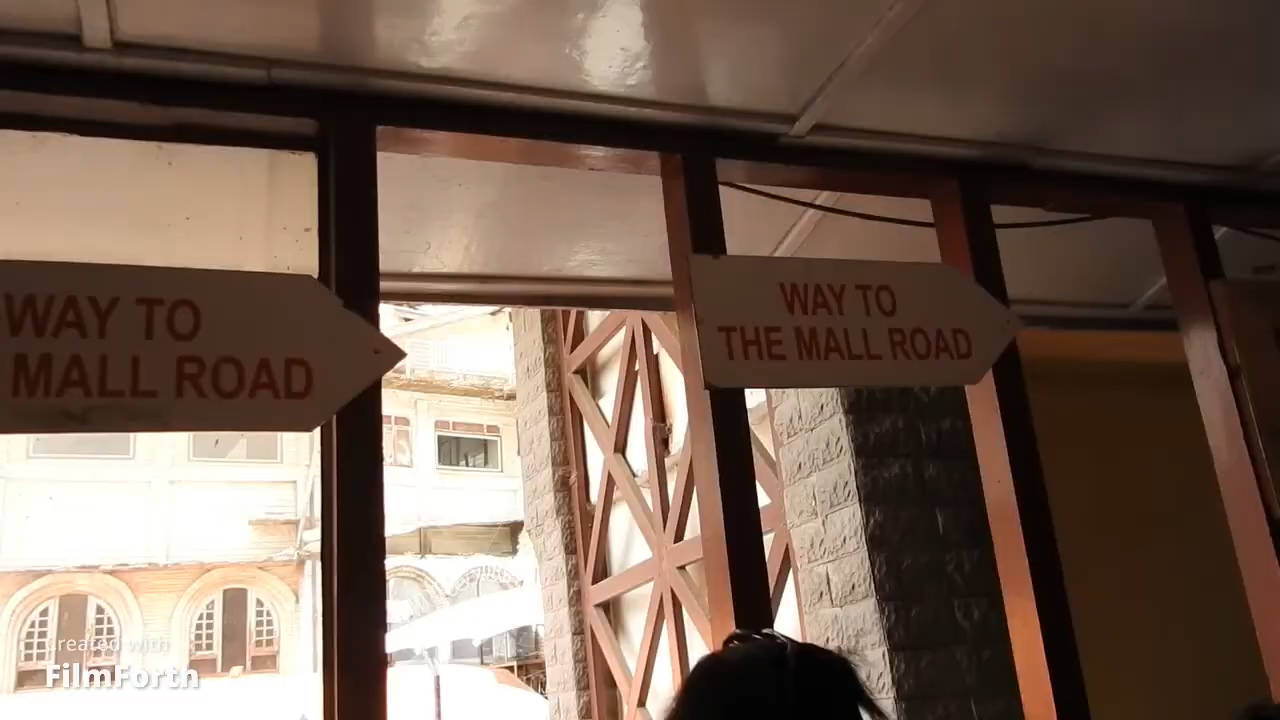 WAY TO
MALL ROAD
WAY TO
THE MALL ROAD
Created with
FilmForth